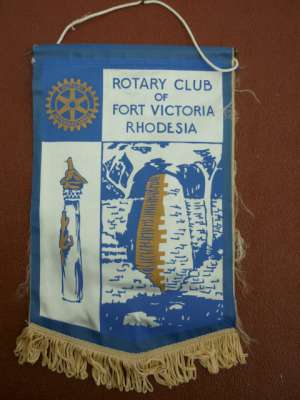 ROTARY CLUB
OF
FORT VICTORIA
RHODESIA